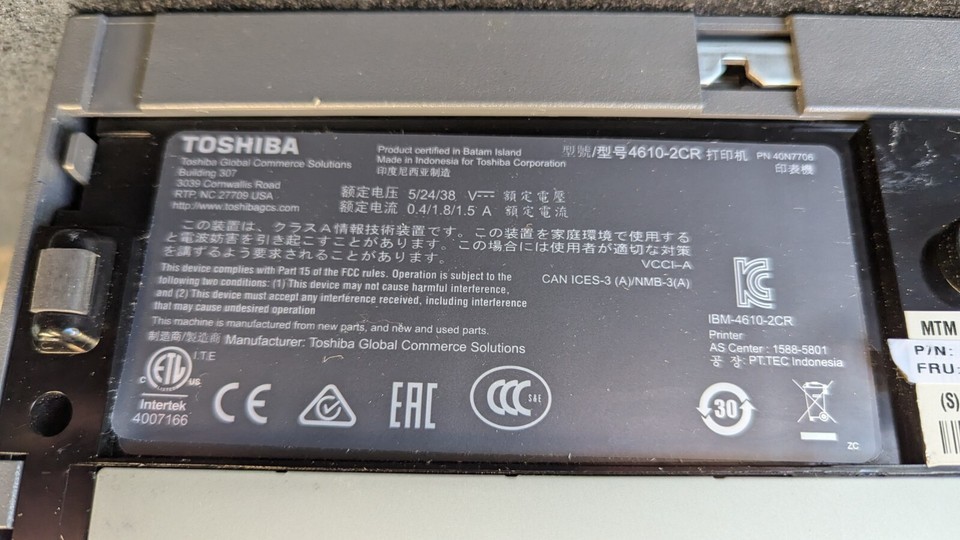 TOSHIBA
Toshiba Global Commerce Solutions
Building 307
3039 Cornwallis Road
RTP, NC 27709 USA
http://www.toshibagcs.com
Product certified in Batam Island
Made in Indonesia for Toshiba Corporation
印度尼西亚制造
型號/型号4610-2CR 打印机 PN 40N7706
印表機
额定电压 5/24/38 V⎓ 額定電壓
额定电流 0.4/1.8/1.5 A 額定電流
この装置は、クラスA情報技術装置です。この装置を家庭環境で使用する
と電波妨害を引き起こすことがあります。この場合には使用者が適切な対策
を講ずるよう要求されることがあります。
VCCI-A
This device complies with Part 15 of the FCC rules. Operation is subject to the
following two conditions: (1) This device may not cause harmful interference,
and (2) This device must accept any interference received, including interference
that may cause undesired operation
CAN ICES-3 (A)/NMB-3(A)
This machine is manufactured from new parts, and new and used parts.
制造商/製造商 Manufacturer: Toshiba Global Commerce Solutions
IBM-4610-2CR
Printer
AS Center : 1588-5801
공 장: PT.TEC Indonesia
ETL
C US
I.T.E
Intertek
4007166
CE
EAC
CCC S&E
30
ZC
MTM
P/N:
FRU:
(S)